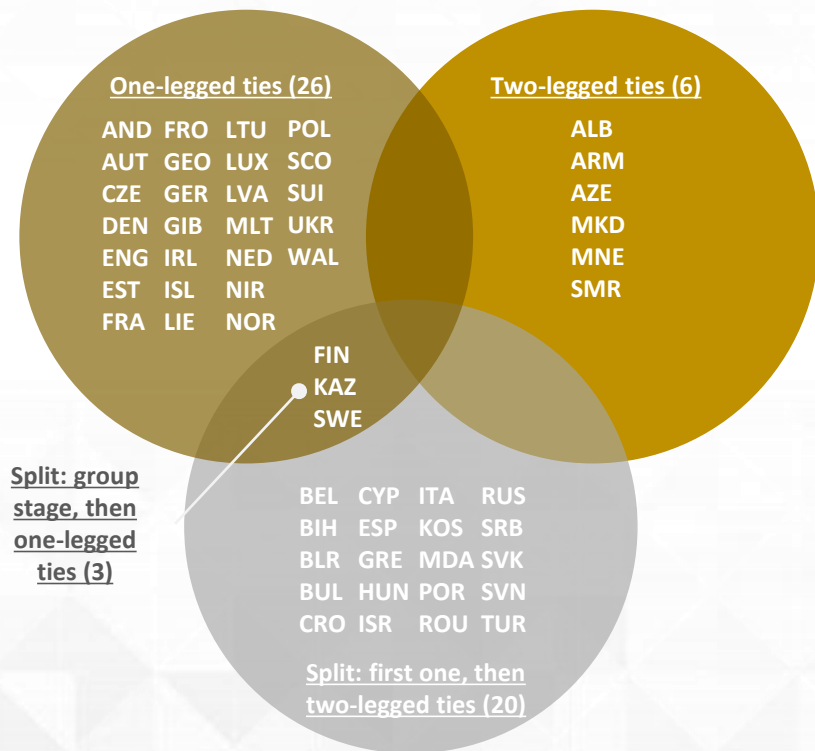 One-legged ties (26)
AND FRO LTU POL
AUT GEO LUX SCO
CZE GER LVA SUI
DEN GIB MLT UKR
ENG IRL NED WAL
EST ISL NIR
FRA LIE NOR
Two-legged ties (6)
ALB
ARM
AZE
MKD
MNE
SMR
FIN
KAZ
SWE
Split: group
stage, then
one-legged
ties (3)
BEL CYP ITA RUS
BIH ESP KOS SRB
BLR GRE MDA SVK
BUL HUN POR SVN
CRO ISR ROU TUR
Split: first one, then
two-legged ties (20)